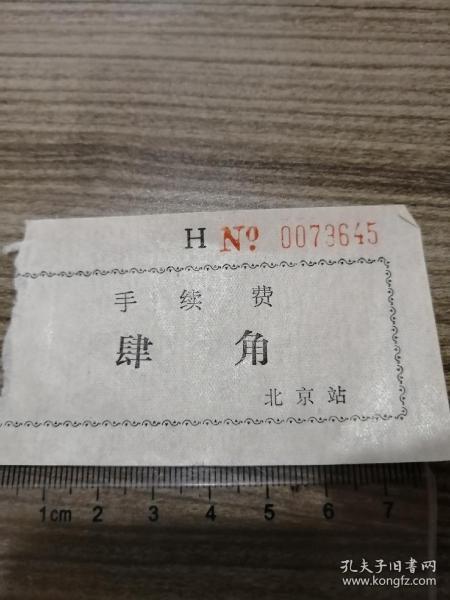 H № 0073645
手续费
肆角
北京站
1cm 2 3 4 5 6 7
孔夫子旧书网
www.kongfz.com